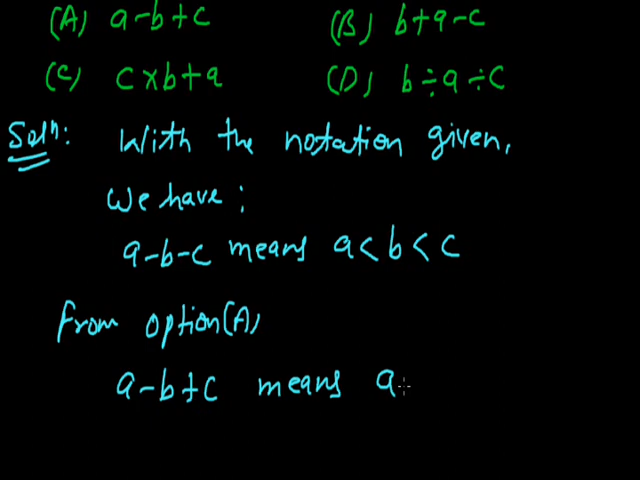 (A) a-b+c (B) b+a-c
(C) c×b+a (D) b÷a÷c
Solⁿ: With the notation given,
We have:
a-b-c means a<b<c
From option(A)
a-b+c means a